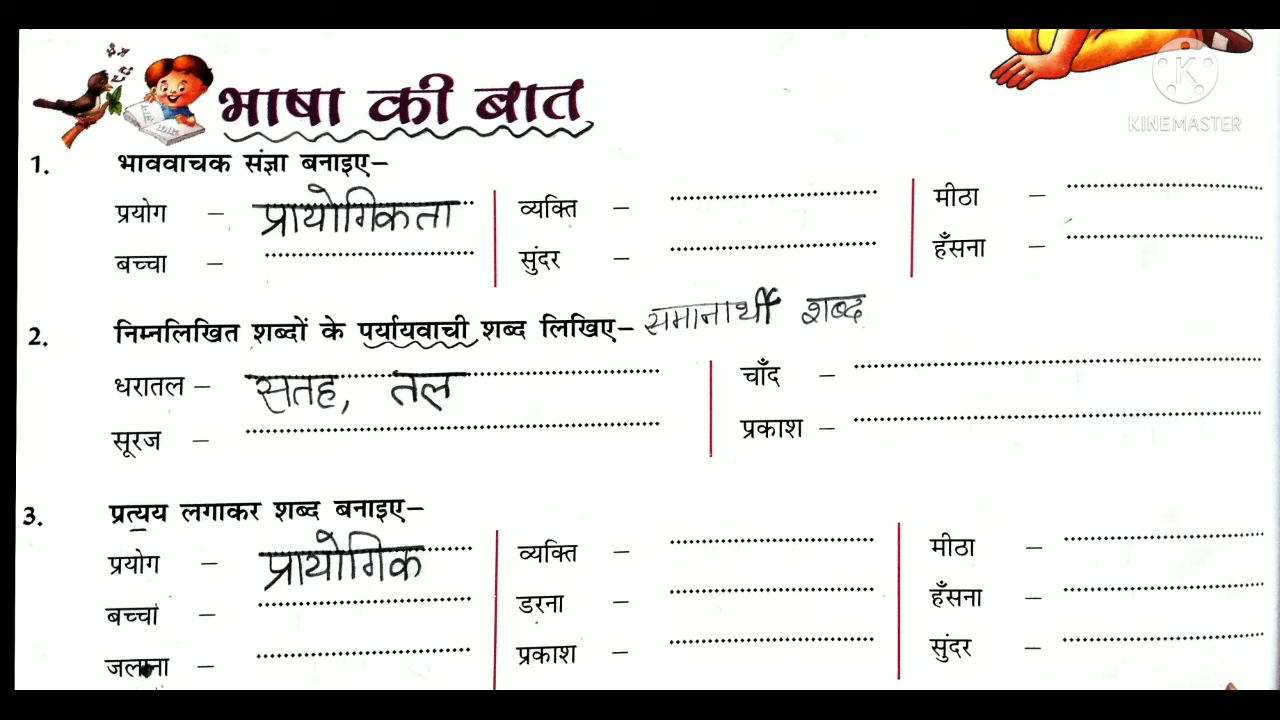 भाषा की बात
KINEMASTER
1. भाववाचक संज्ञा बनाइए–
प्रयोग – प्रायोगिकता व्यक्ति – मीठा –
बच्चा – सुंदर – हँसना –
2. निम्नलिखित शब्दों के पर्यायवाची शब्द लिखिए– समानार्थी शब्द
धरातल – सतह, तल चाँद –
सूरज – प्रकाश –
3. प्रत्यय लगाकर शब्द बनाइए–
प्रयोग – प्रायोगिक व्यक्ति – मीठा –
बच्चा – डरना – हँसना –
जलना – प्रकाश – सुंदर –